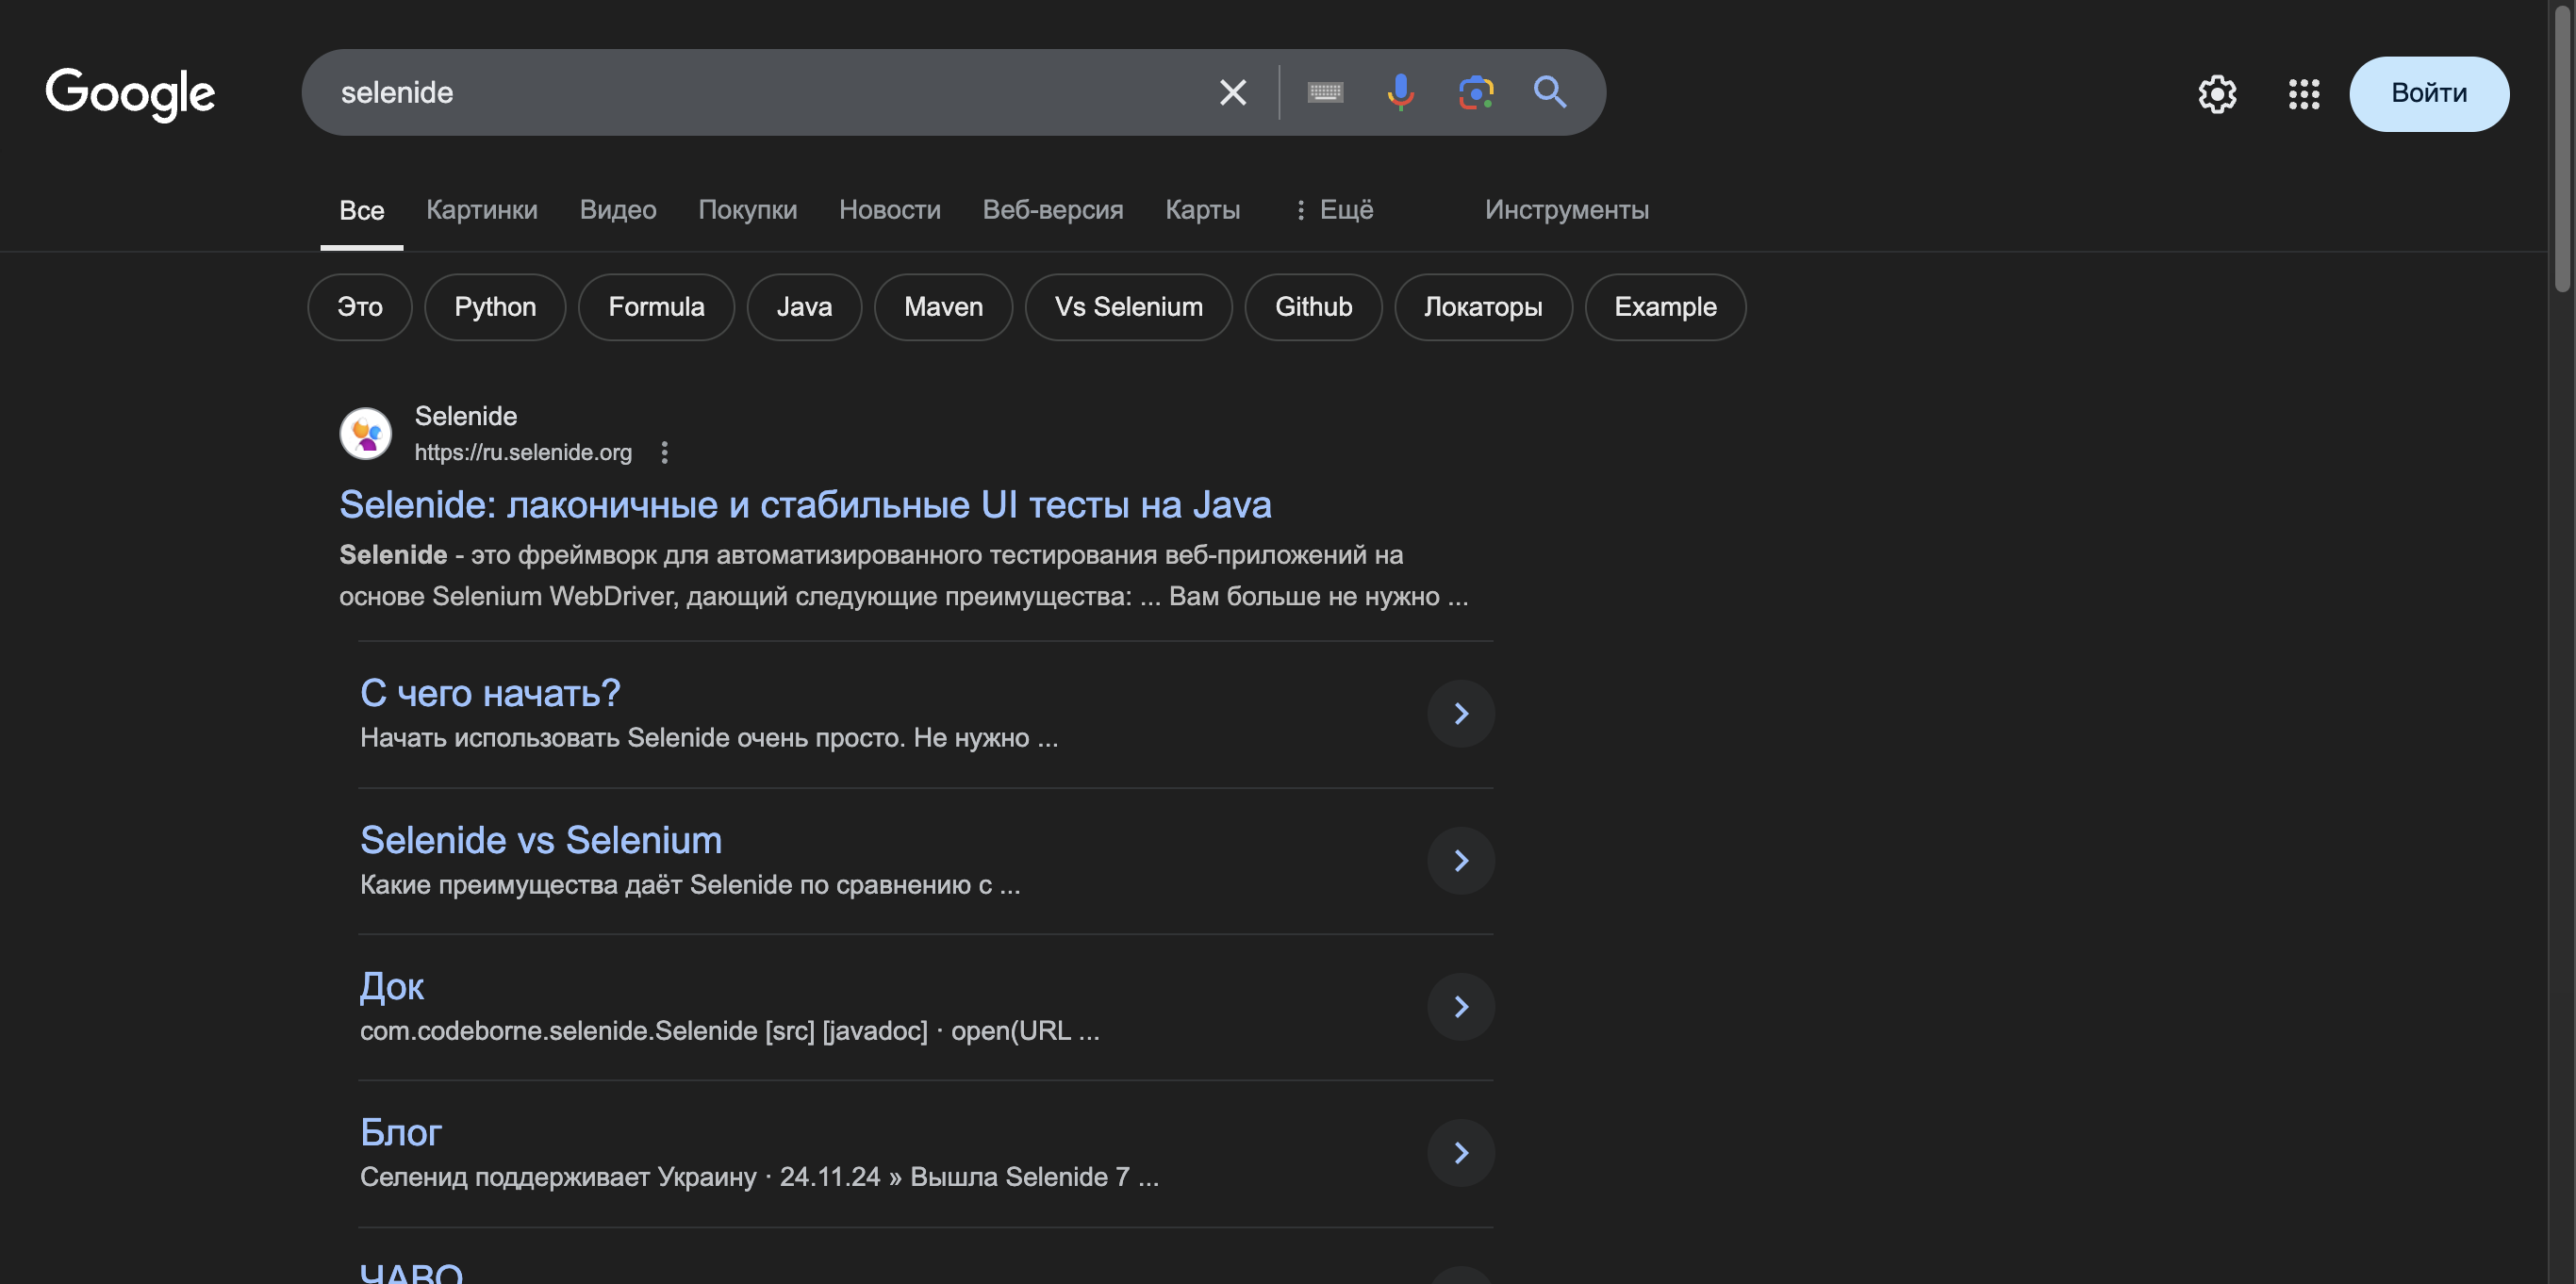 Google
selenide
Войти
Все Картинки Видео Покупки Новости Веб-версия Карты Ещё Инструменты
Это Python Formula Java Maven Vs Selenium Github Локаторы Example
Selenide
https://ru.selenide.org
Selenide: лаконичные и стабильные UI тесты на Java
Selenide - это фреймворк для автоматизированного тестирования веб-приложений на
основе Selenium WebDriver, дающий следующие преимущества: ... Вам больше не нужно ...
С чего начать?
Начать использовать Selenide очень просто. Не нужно ...
Selenide vs Selenium
Какие преимущества даёт Selenide по сравнению с ...
Док
com.codeborne.selenide.Selenide [src] [javadoc] · open(URL ...
Блог
Селенид поддерживает Украину · 24.11.24 » Вышла Selenide 7 ...
ЧАВО